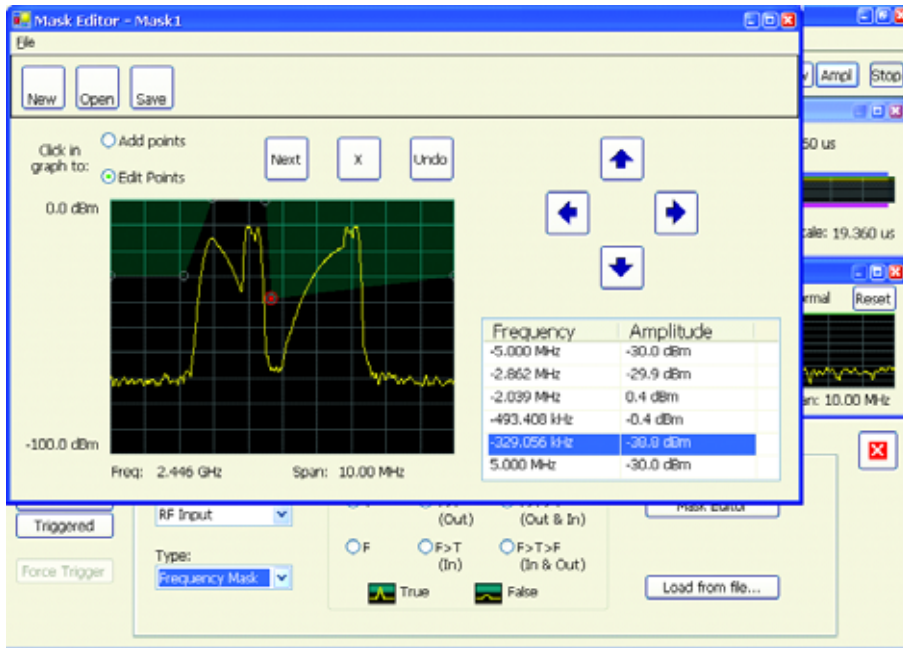 Mask Editor - Mask1
File
New Open Save
Ampl Stop
Click in graph to:
Add points
Edit Points
Next X Undo
0.0 dBm
-100.0 dBm
Freq: 2.446 GHz Span: 10.00 MHz
Frequency Amplitude
-5.000 MHz -30.0 dBm
-2.862 MHz -29.9 dBm
-2.039 MHz 0.4 dBm
-493.408 kHz -0.4 dBm
-329.056 kHz -38.8 dBm
5.000 MHz -30.0 dBm
50 us
cale: 19.360 us
rmal Reset
an: 10.00 MHz
Triggered
Force Trigger
RF Input
Type:
Frequency Mask
(Out) (Out & In)
F F>T F>T>F
(In) (In & Out)
True False
Mask Editor
Load from file...